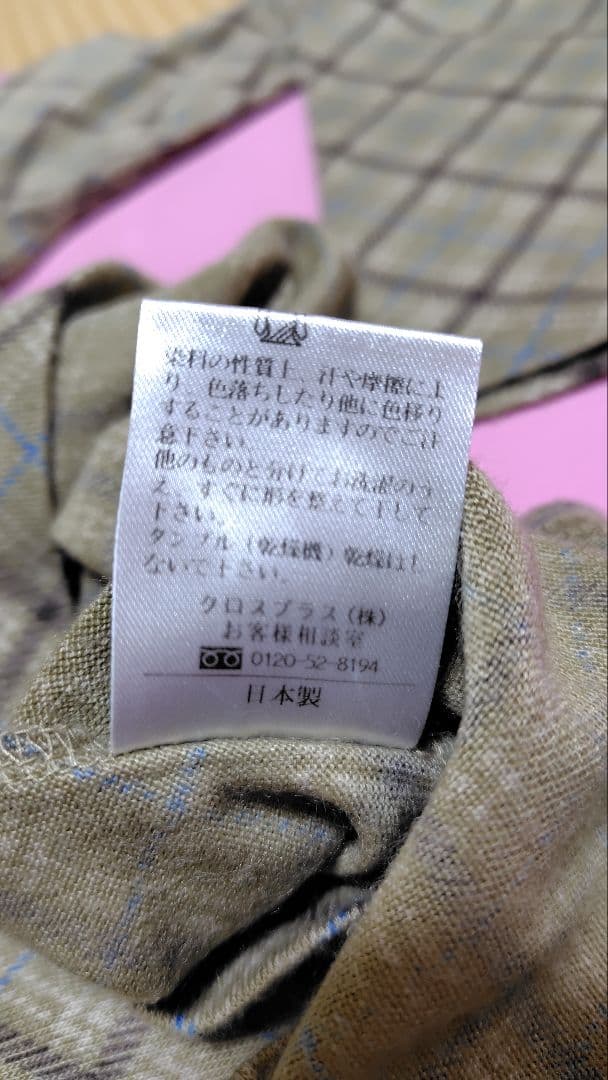 染料の性質上、汗や摩擦によ
り、色落ちしたり他に色移り
することがありますのでご注
意下さい。
他のものと分けてお洗濯のう
え、すぐに形を整えて干して
下さい。
タンブル（乾燥機）乾燥はし
ないで下さい。
クロスプラス（株）
お客様相談室
0120-52-8194
日本製